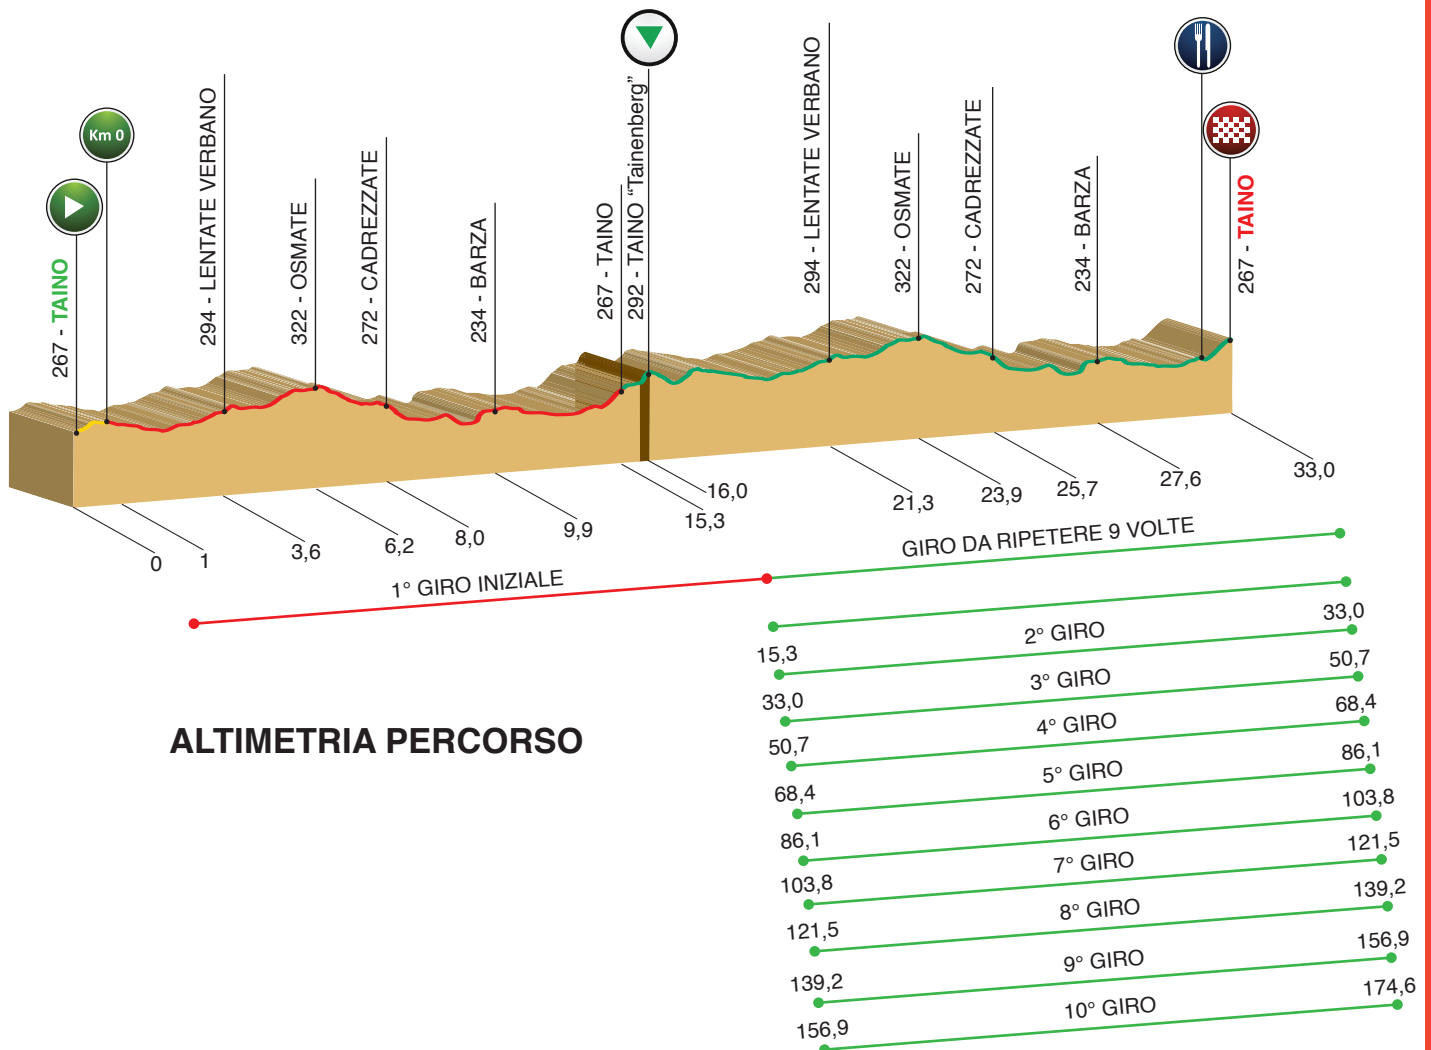 267 - TAINO
Km 0
294 - LENTATE VERBANO
322 - OSMATE
272 - CADREZZATE
234 - BARZA
267 - TAINO
292 - TAINO “Tainenberg”
294 - LENTATE VERBANO
322 - OSMATE
272 - CADREZZATE
234 - BARZA
267 - TAINO
0
1
3,6
6,2
8,0
9,9
15,3
16,0
21,3
23,9
25,7
27,6
33,0
1° GIRO INIZIALE
GIRO DA RIPETERE 9 VOLTE
ALTIMETRIA PERCORSO
15,3 2° GIRO 33,0
33,0 3° GIRO 50,7
50,7 4° GIRO 68,4
68,4 5° GIRO 86,1
86,1 6° GIRO 103,8
103,8 7° GIRO 121,5
121,5 8° GIRO 139,2
139,2 9° GIRO 156,9
156,9 10° GIRO 174,6